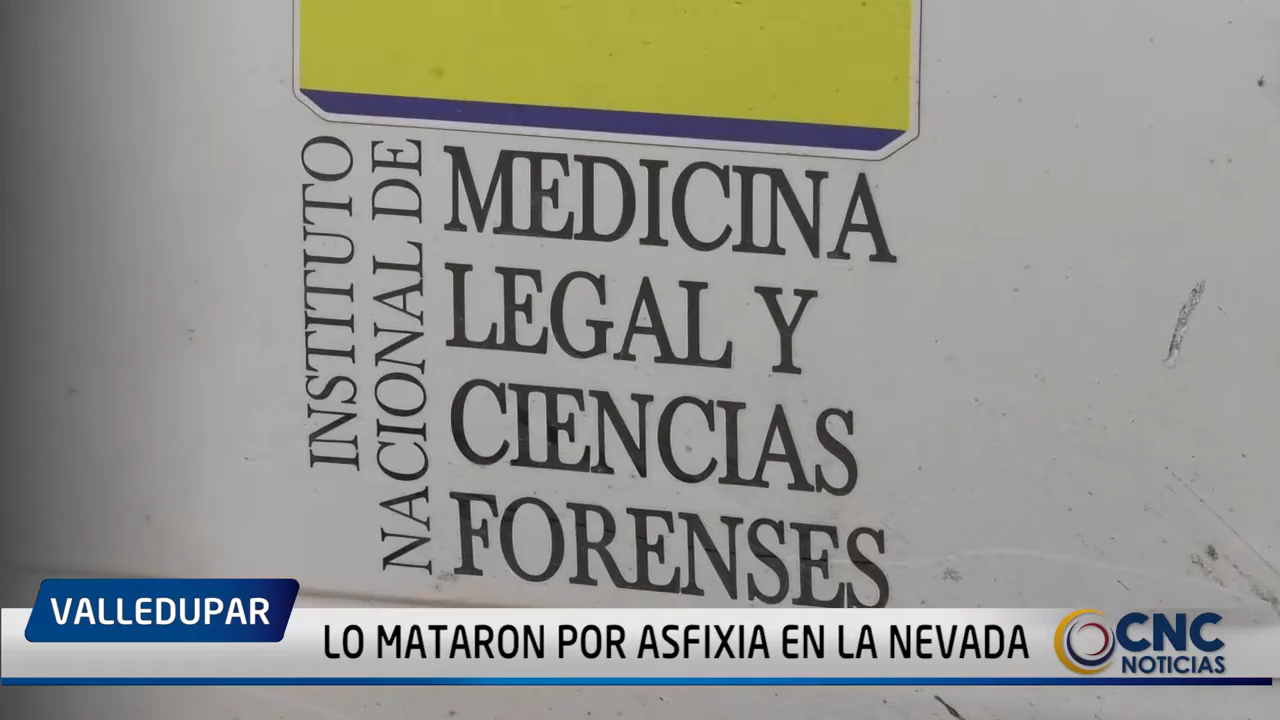 INSTITUTO
NACIONAL DE
MEDICINA
LEGAL Y
CIENCIAS
FORENSES
VALLEDUPAR
LO MATARON POR ASFIXIA EN LA NEVADA
CNC
NOTICIAS